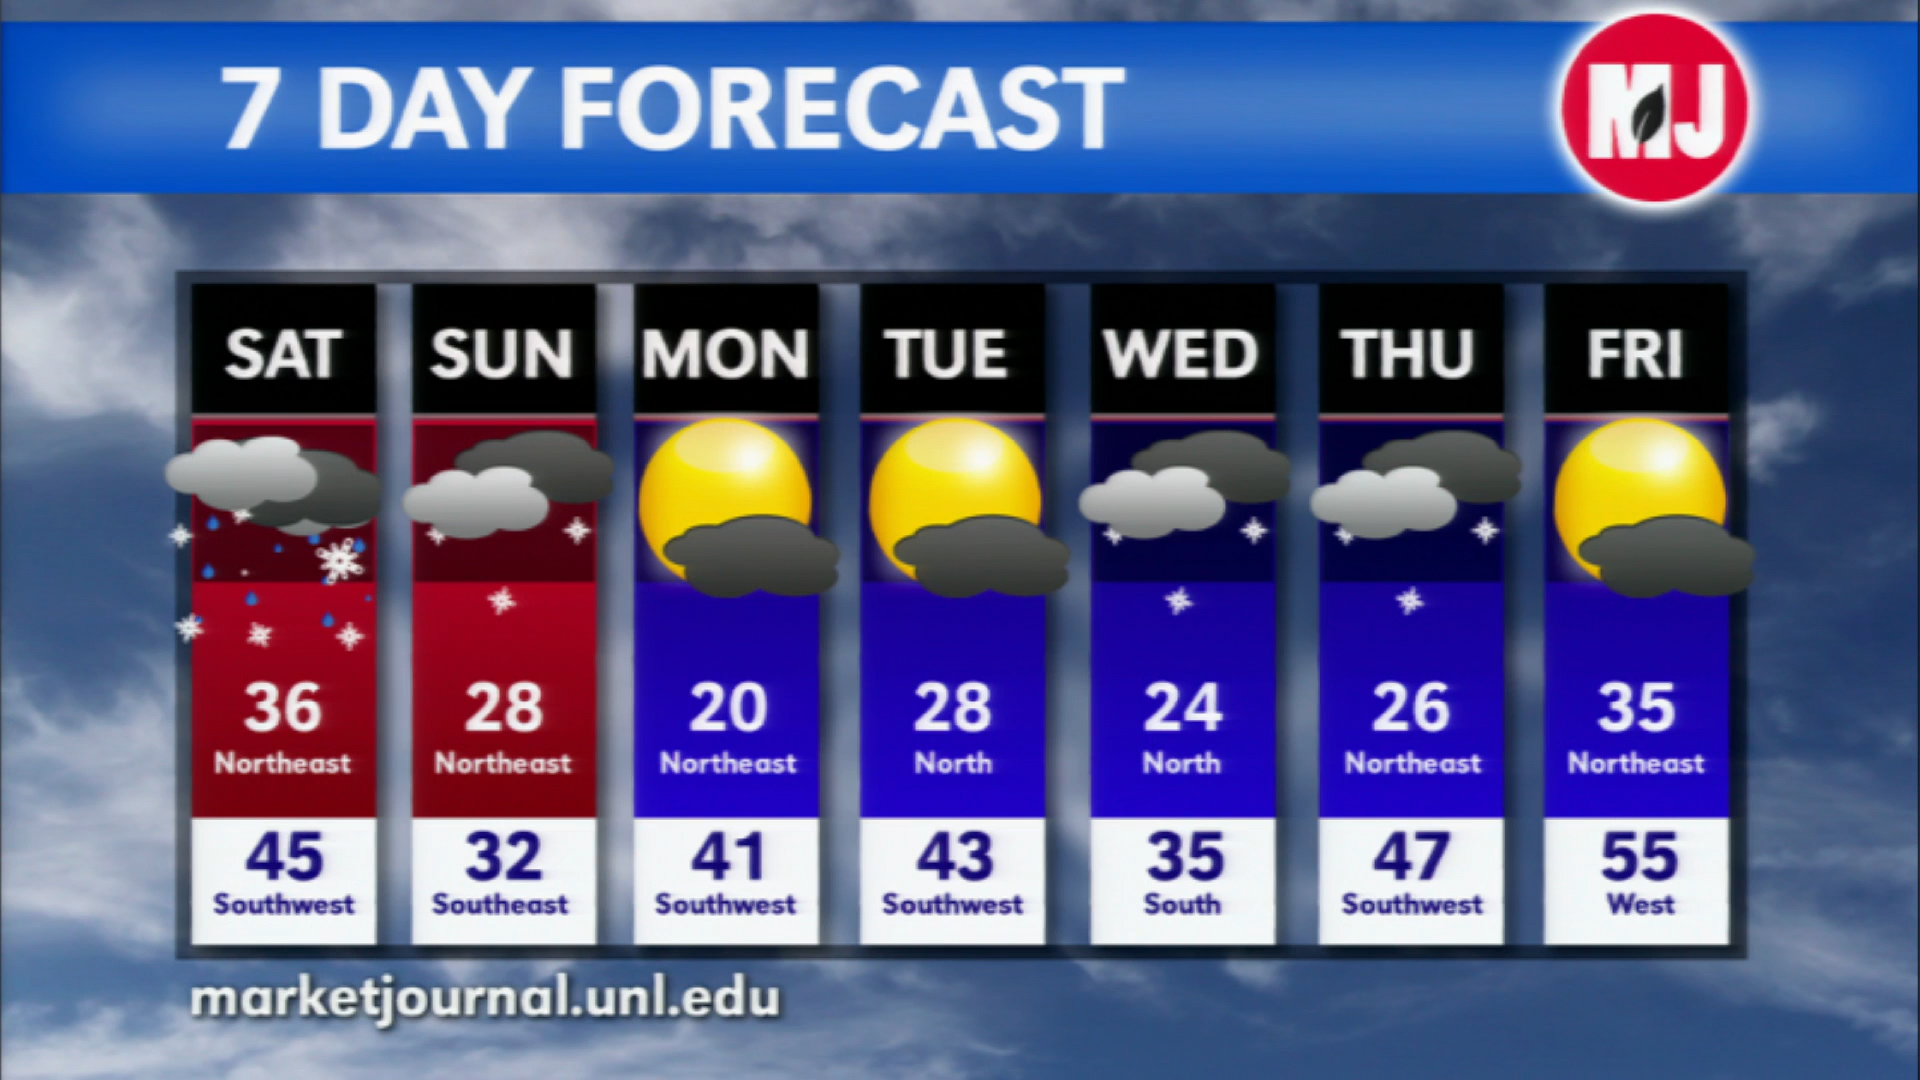 7 DAY FORECAST
MJ
SAT SUN MON TUE WED THU FRI
36 28 20 28 24 26 35
Northeast Northeast Northeast North North Northeast Northeast
45 32 41 43 35 47 55
Southwest Southeast Southwest Southwest South Southwest West
marketjournal.unl.edu